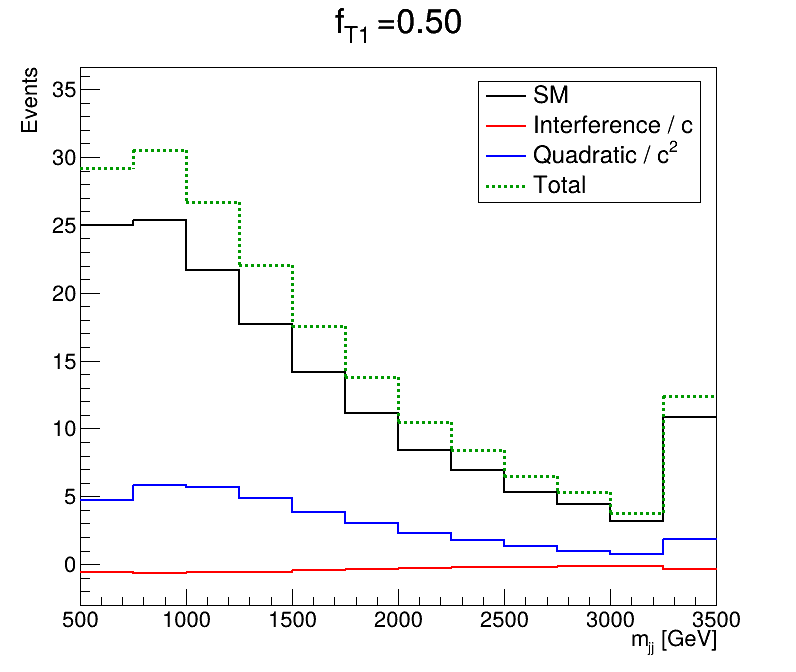 f_T1 =0.50
Events
35
30
25
20
15
10
5
0
SM
Interference / c
Quadratic / c²
Total
500 1000 1500 2000 2500 3000 3500
m_jj [GeV]